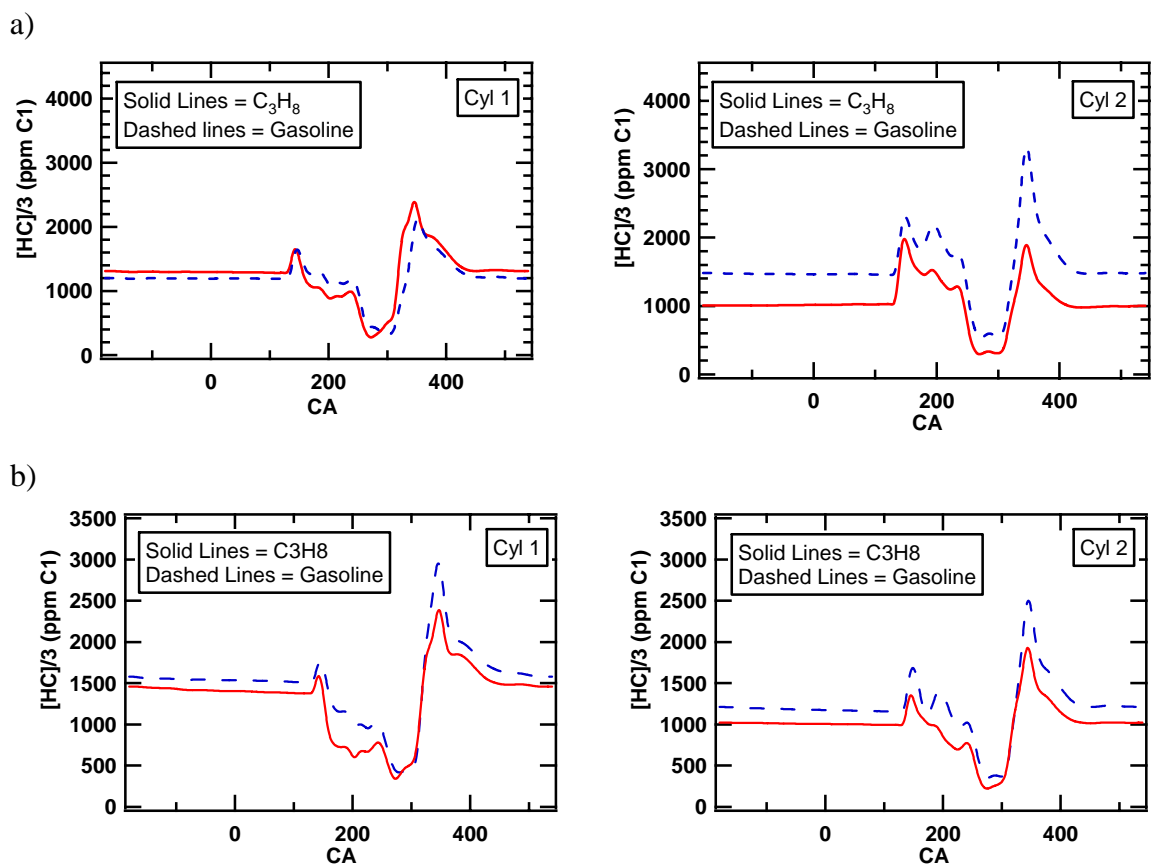 a)
[HC]/3 (ppm C1)
4000
3000
2000
1000
0
Solid Lines = C₃H₈
Dashed lines = Gasoline
Cyl 1
0 200 400
CA
[HC]/3 (ppm C1)
4000
3000
2000
1000
0
Solid Lines = C₃H₈
Dashed Lines = Gasoline
Cyl 2
0 200 400
CA
b)
[HC]/3 (ppm C1)
3500
3000
2500
2000
1500
1000
500
0
Solid Lines = C3H8
Dashed Lines = Gasoline
Cyl 1
0 200 400
CA
[HC]/3 (ppm C1)
3500
3000
2500
2000
1500
1000
500
0
Solid Lines = C3H8
Dashed Lines = Gasoline
Cyl 2
0 200 400
CA